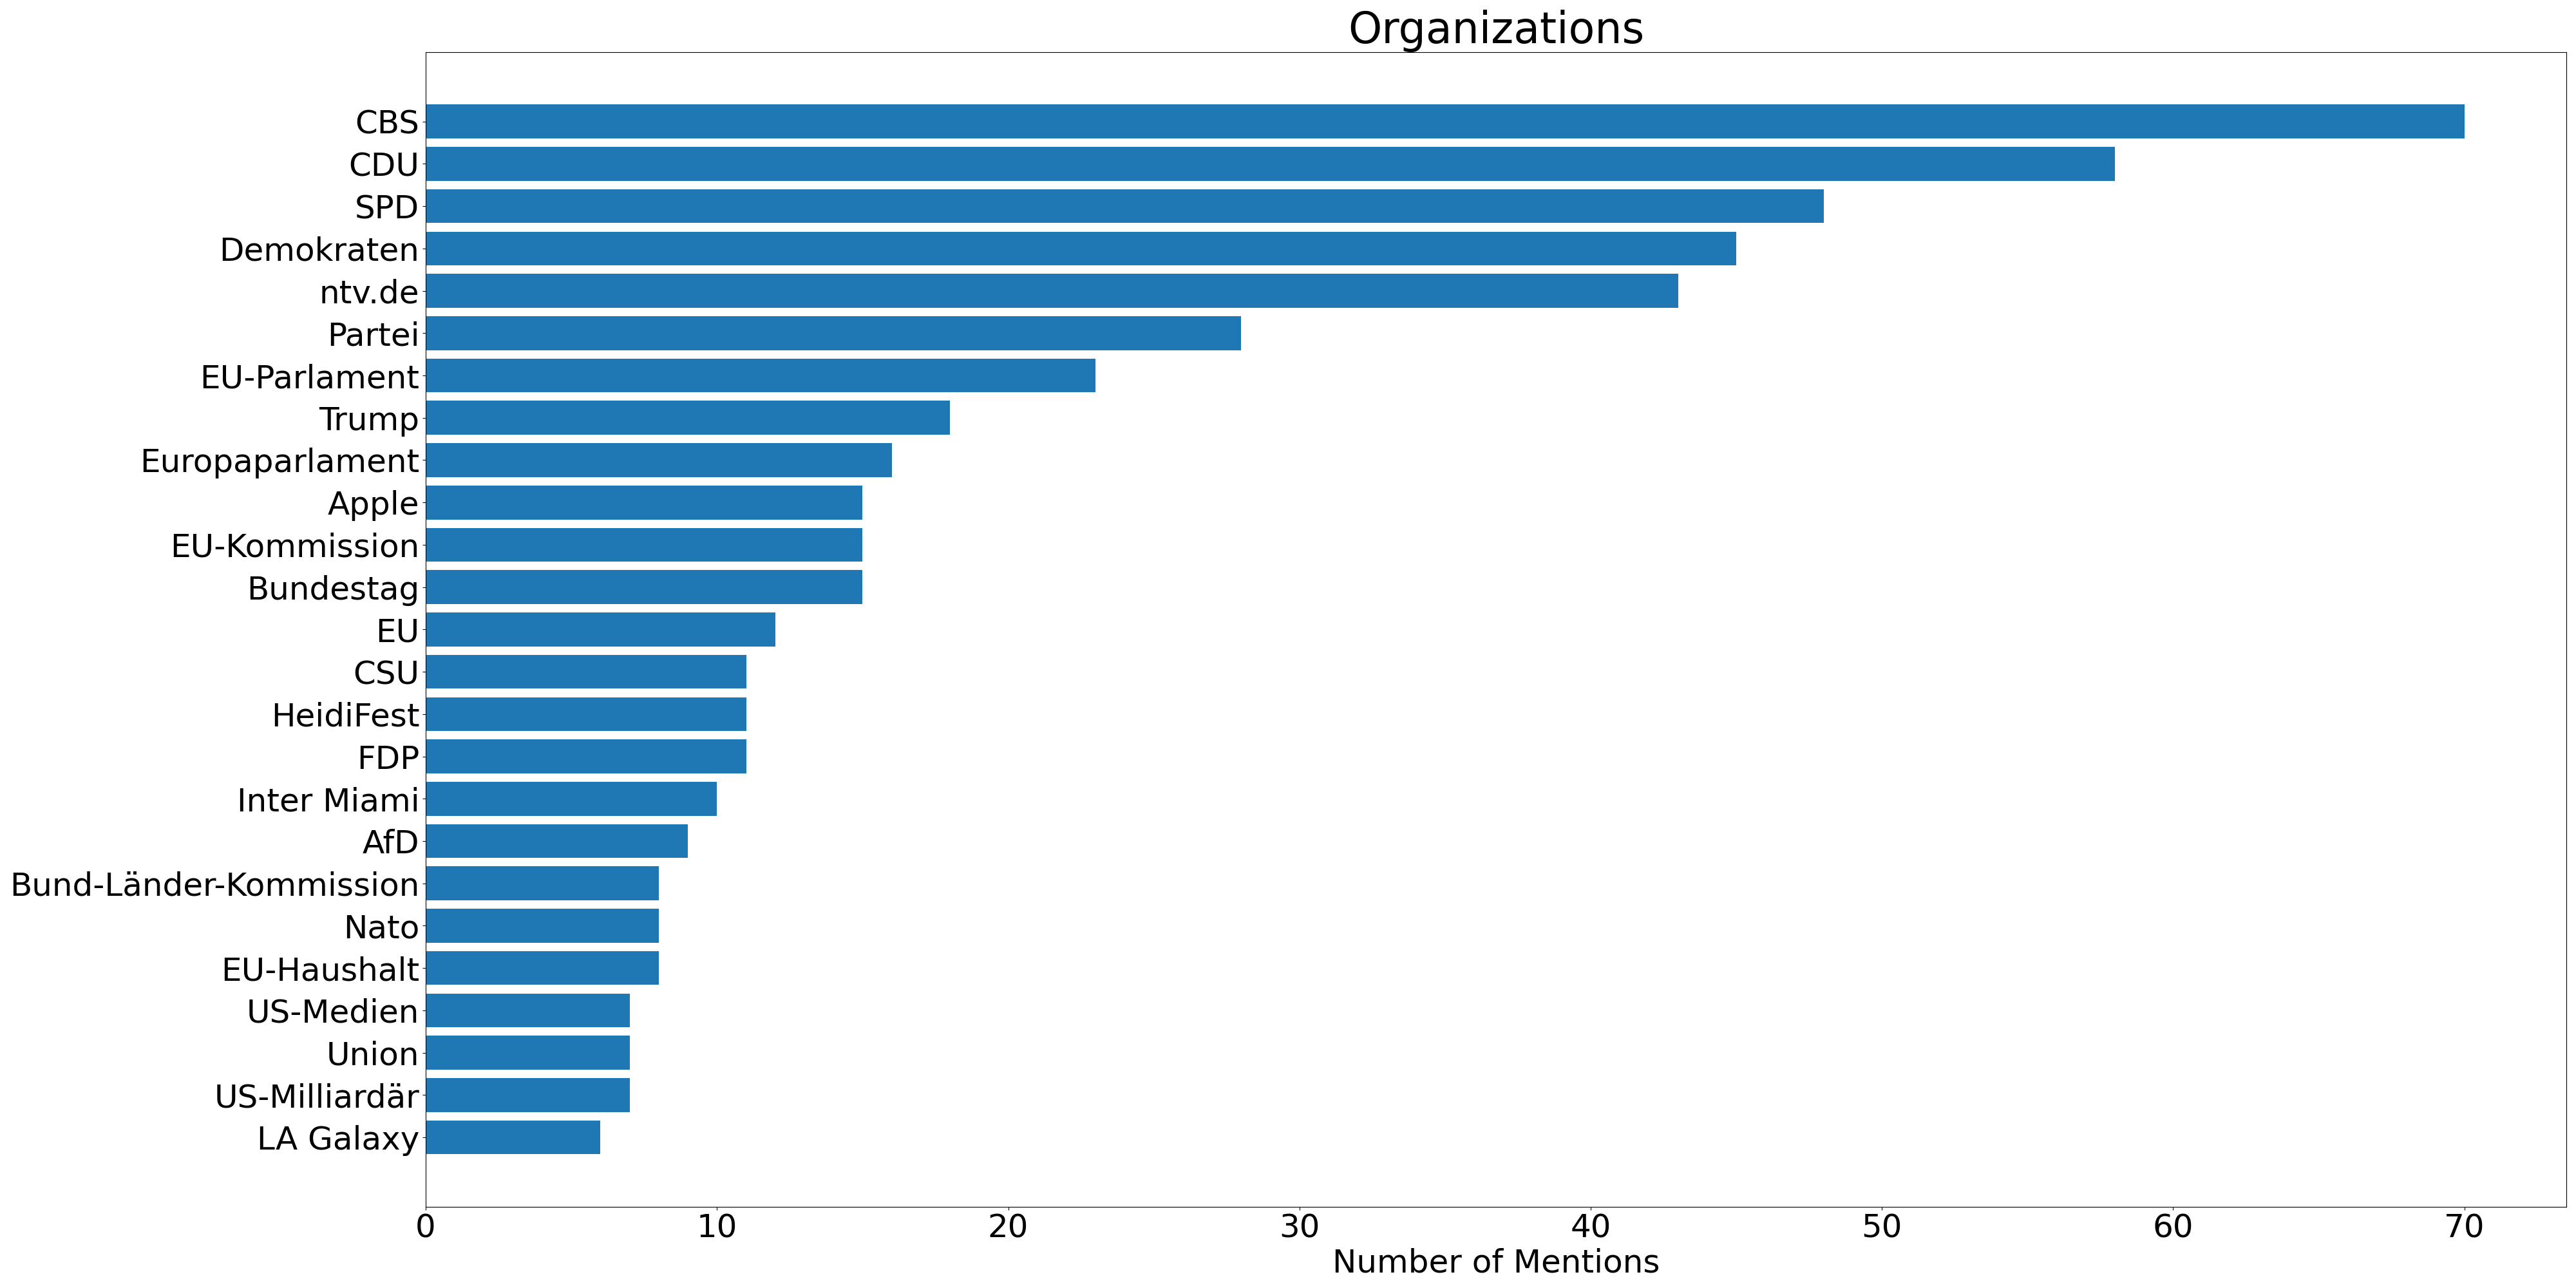 Organizations
CBS
CDU
SPD
Demokraten
ntv.de
Partei
EU-Parlament
Trump
Europaparlament
Apple
EU-Kommission
Bundestag
EU
CSU
HeidiFest
FDP
Inter Miami
AfD
Bund-Länder-Kommission
Nato
EU-Haushalt
US-Medien
Union
US-Milliardär
LA Galaxy
0 10 20 30 40 50 60 70
Number of Mentions